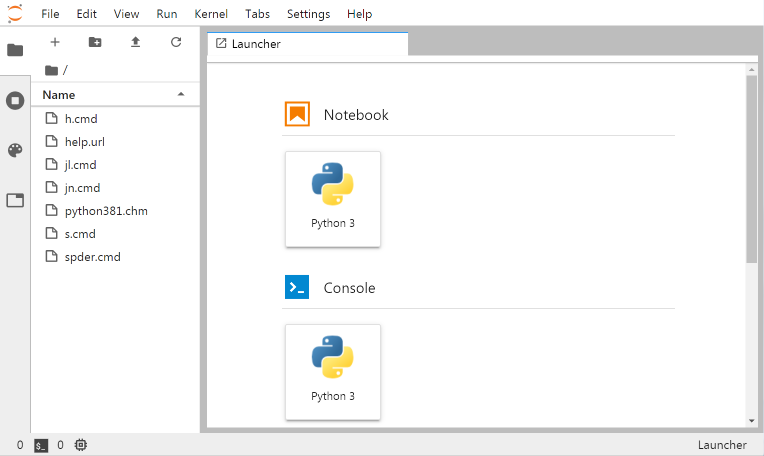 File Edit View Run Kernel Tabs Settings Help
Launcher
/
Name
h.cmd
help.url
jl.cmd
jn.cmd
python381.chm
s.cmd
spder.cmd
Notebook
Python 3
Console
Python 3
0 $_ 0 Launcher